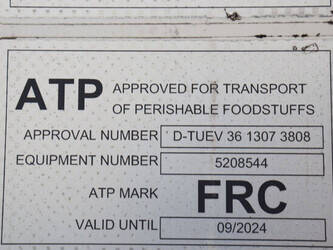 ATP APPROVED FOR TRANSPORT
OF PERISHABLE FOODSTUFFS
APPROVAL NUMBER D-TUEV 36 1307 3808
EQUIPMENT NUMBER 5208544
ATP MARK FRC
VALID UNTIL 09/2024